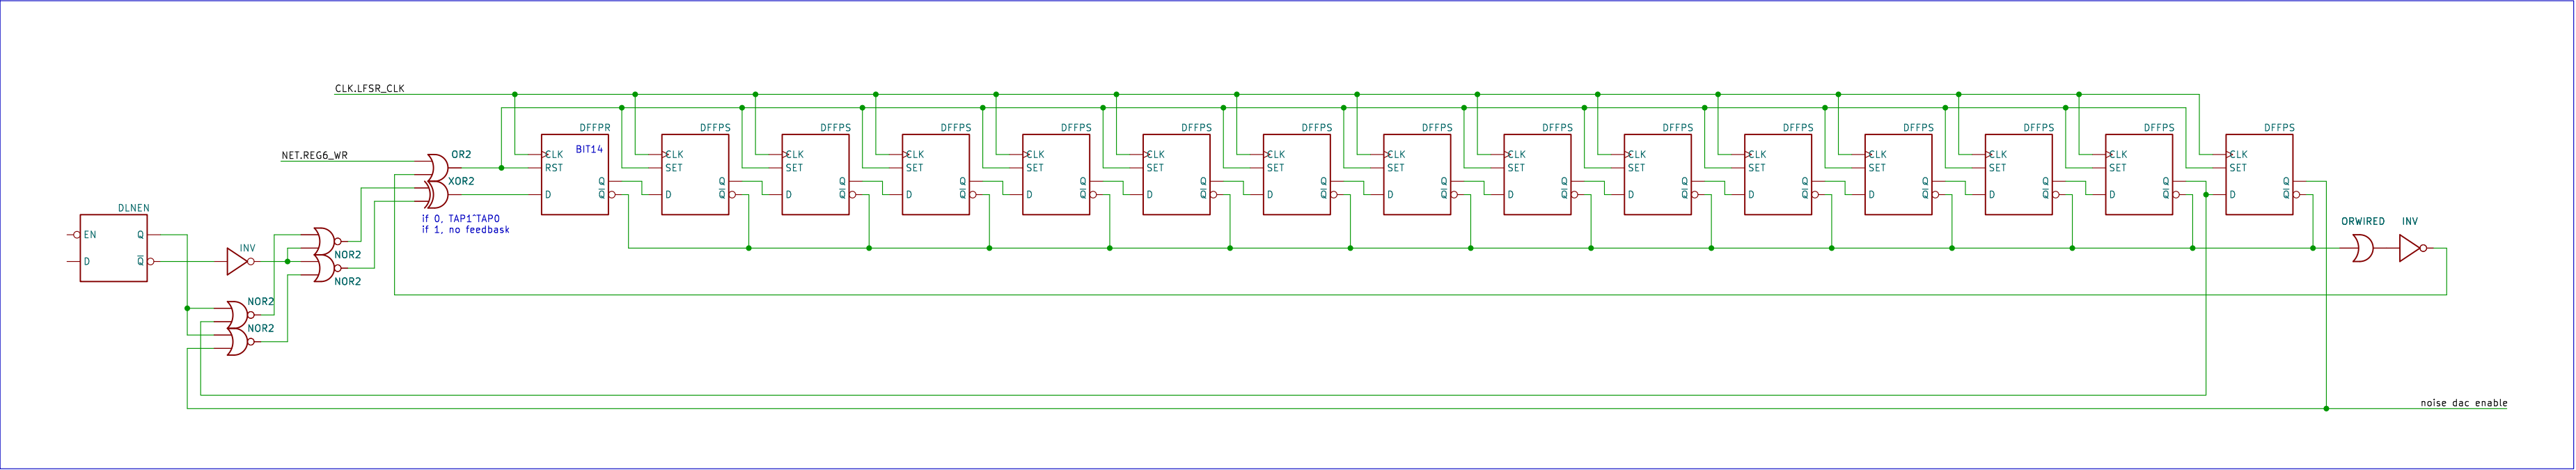 CLK.LFSR_CLK
DFFPR DFFPS DFFPS DFFPS DFFPS DFFPS DFFPS DFFPS DFFPS DFFPS DFFPS DFFPS DFFPS DFFPS DFFPS
BIT14
NET.REG6_WR OR2
CLK CLK CLK CLK CLK CLK CLK CLK CLK CLK CLK CLK CLK CLK CLK
RST SET SET SET SET SET SET SET SET SET SET SET SET SET SET
XOR2
Q Q Q Q Q Q Q Q Q Q Q Q Q Q Q
D Q D Q D Q D Q D Q D Q D Q D Q D Q D Q D Q D Q D Q D Q D Q
if 0, TAP1^TAP0
if 1, no feedbask
DLNEN
EN Q
D Q
INV
NOR2
NOR2
NOR2
NOR2
ORWIRED INV
noise dac enable